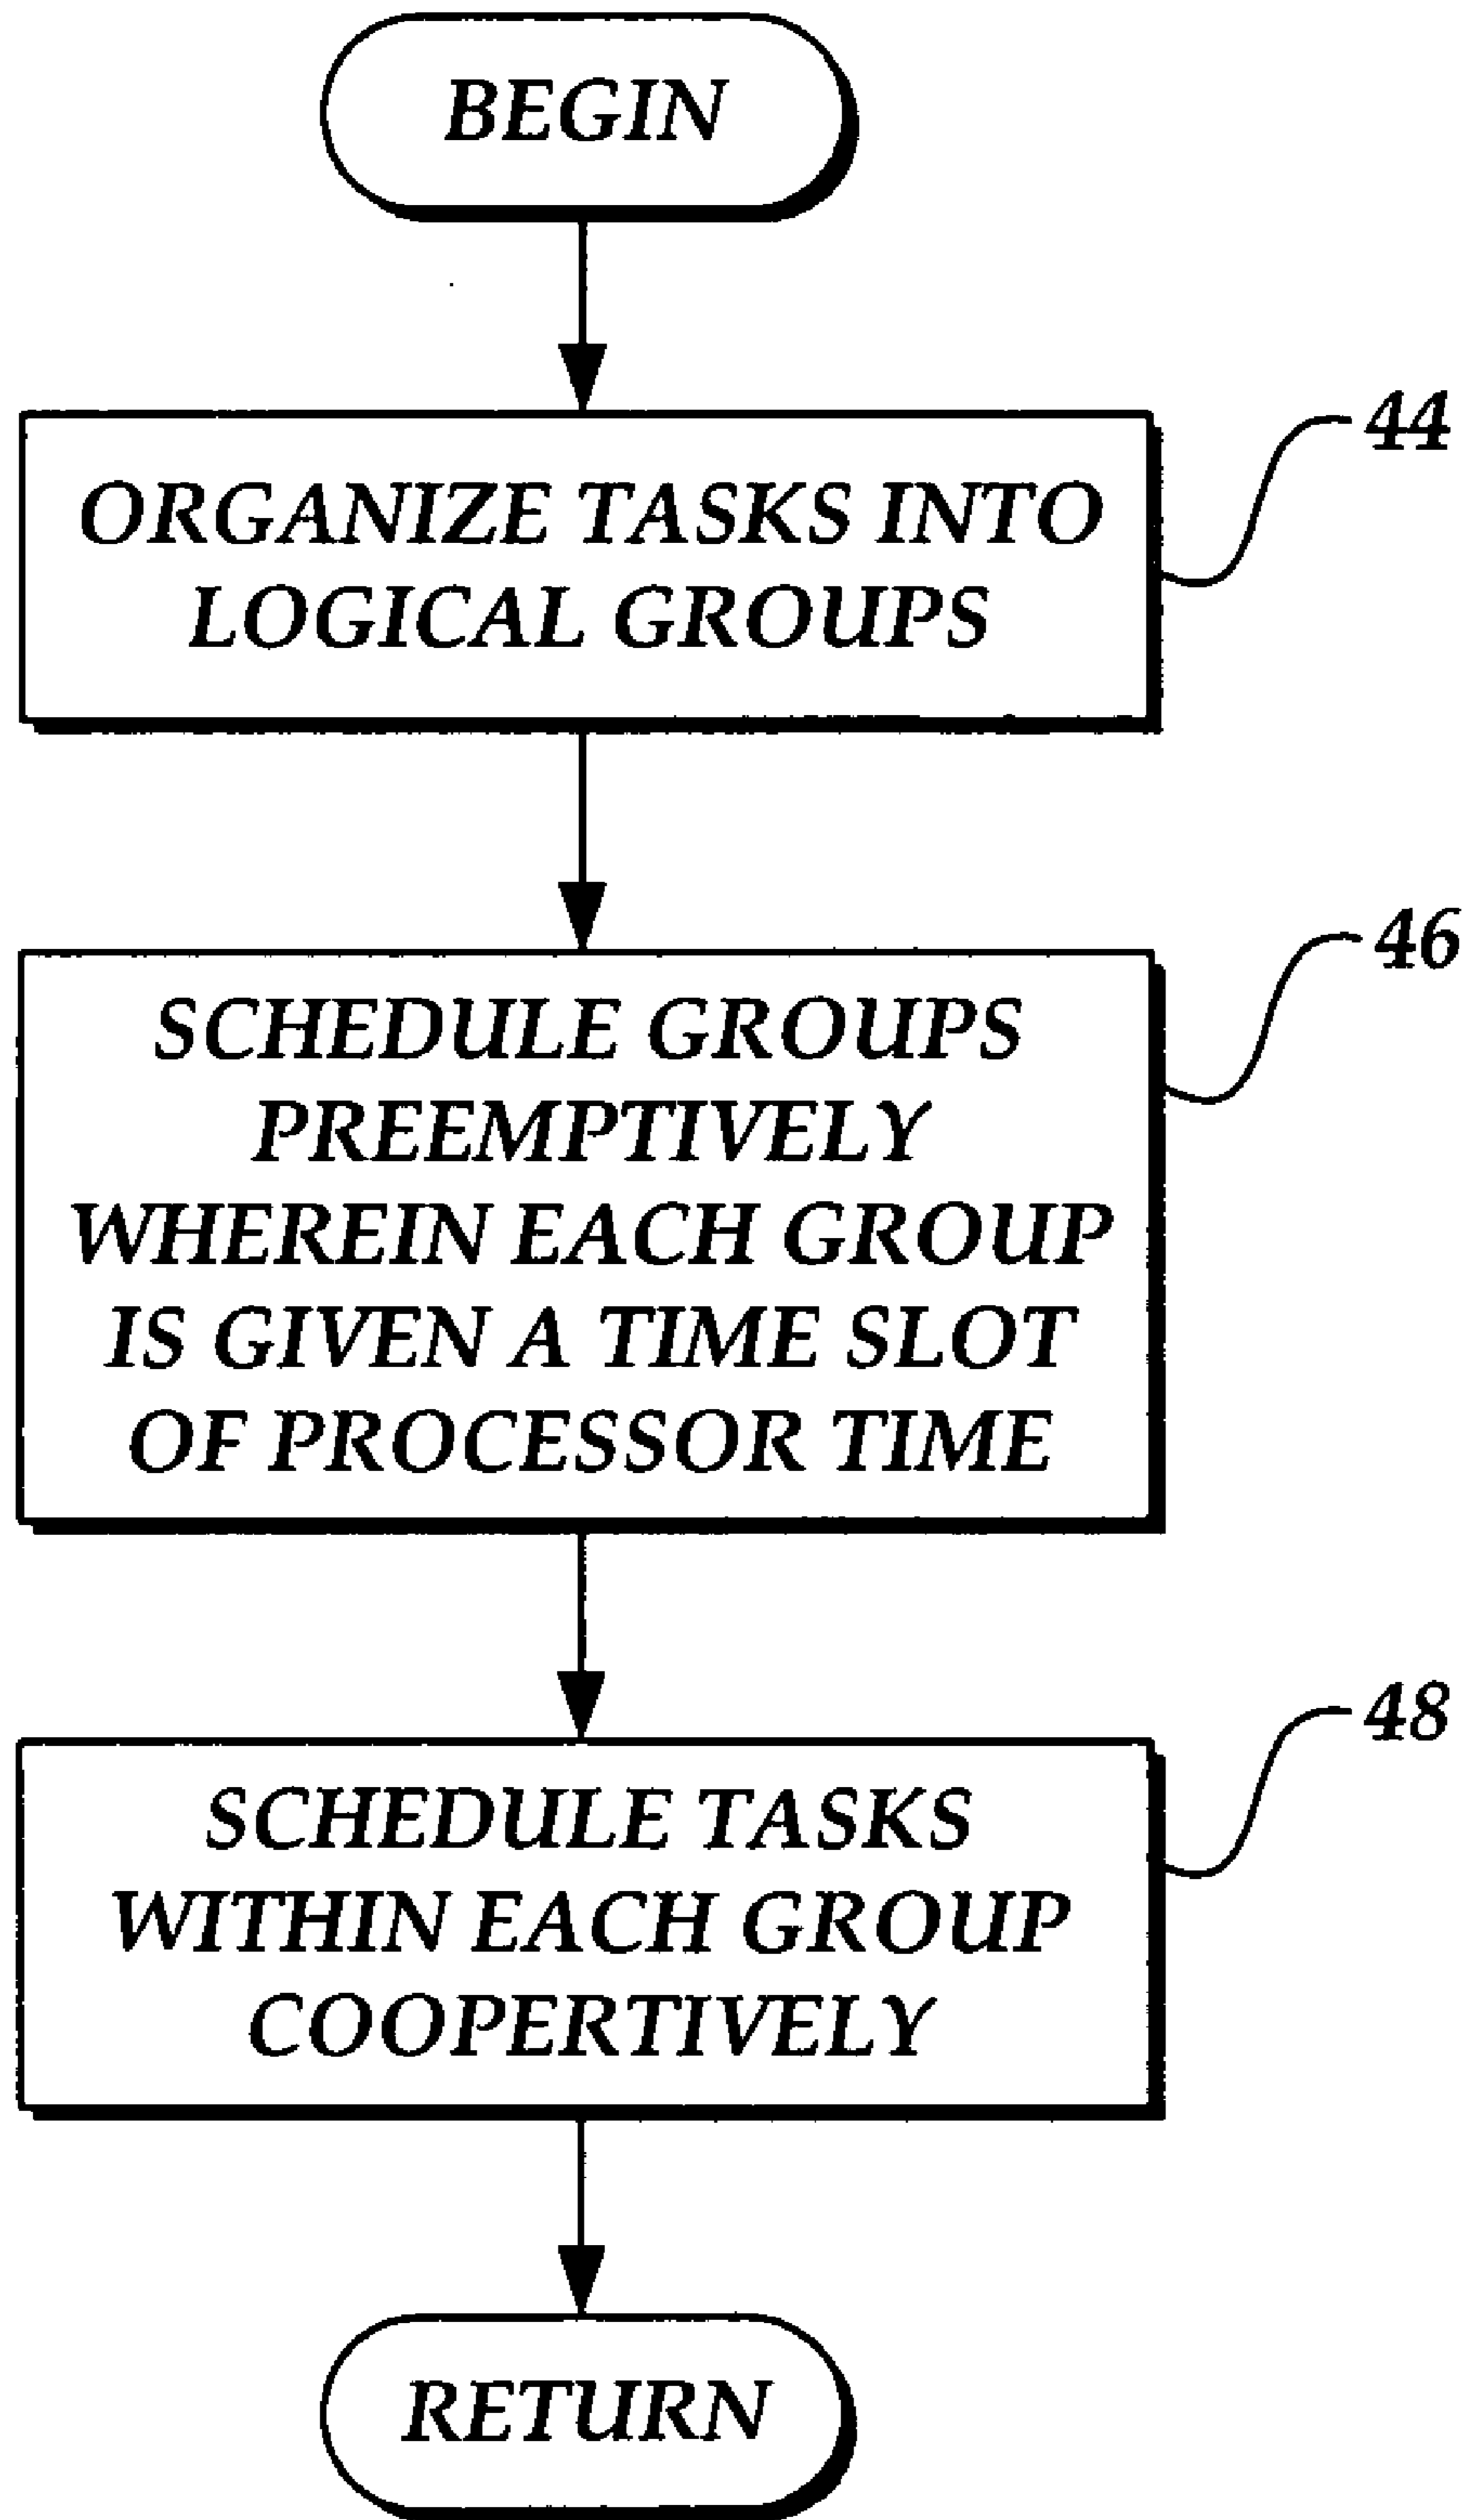 BEGIN
44
ORGANIZE TASKS INTO
LOGICAL GROUPS
46
SCHEDULE GROUPS
PREEMPTIVELY
WHEREIN EACH GROUP
IS GIVEN A TIME SLOT
OF PROCESSOR TIME
48
SCHEDULE TASKS
WITHIN EACH GROUP
COOPERTIVELY
RETURN